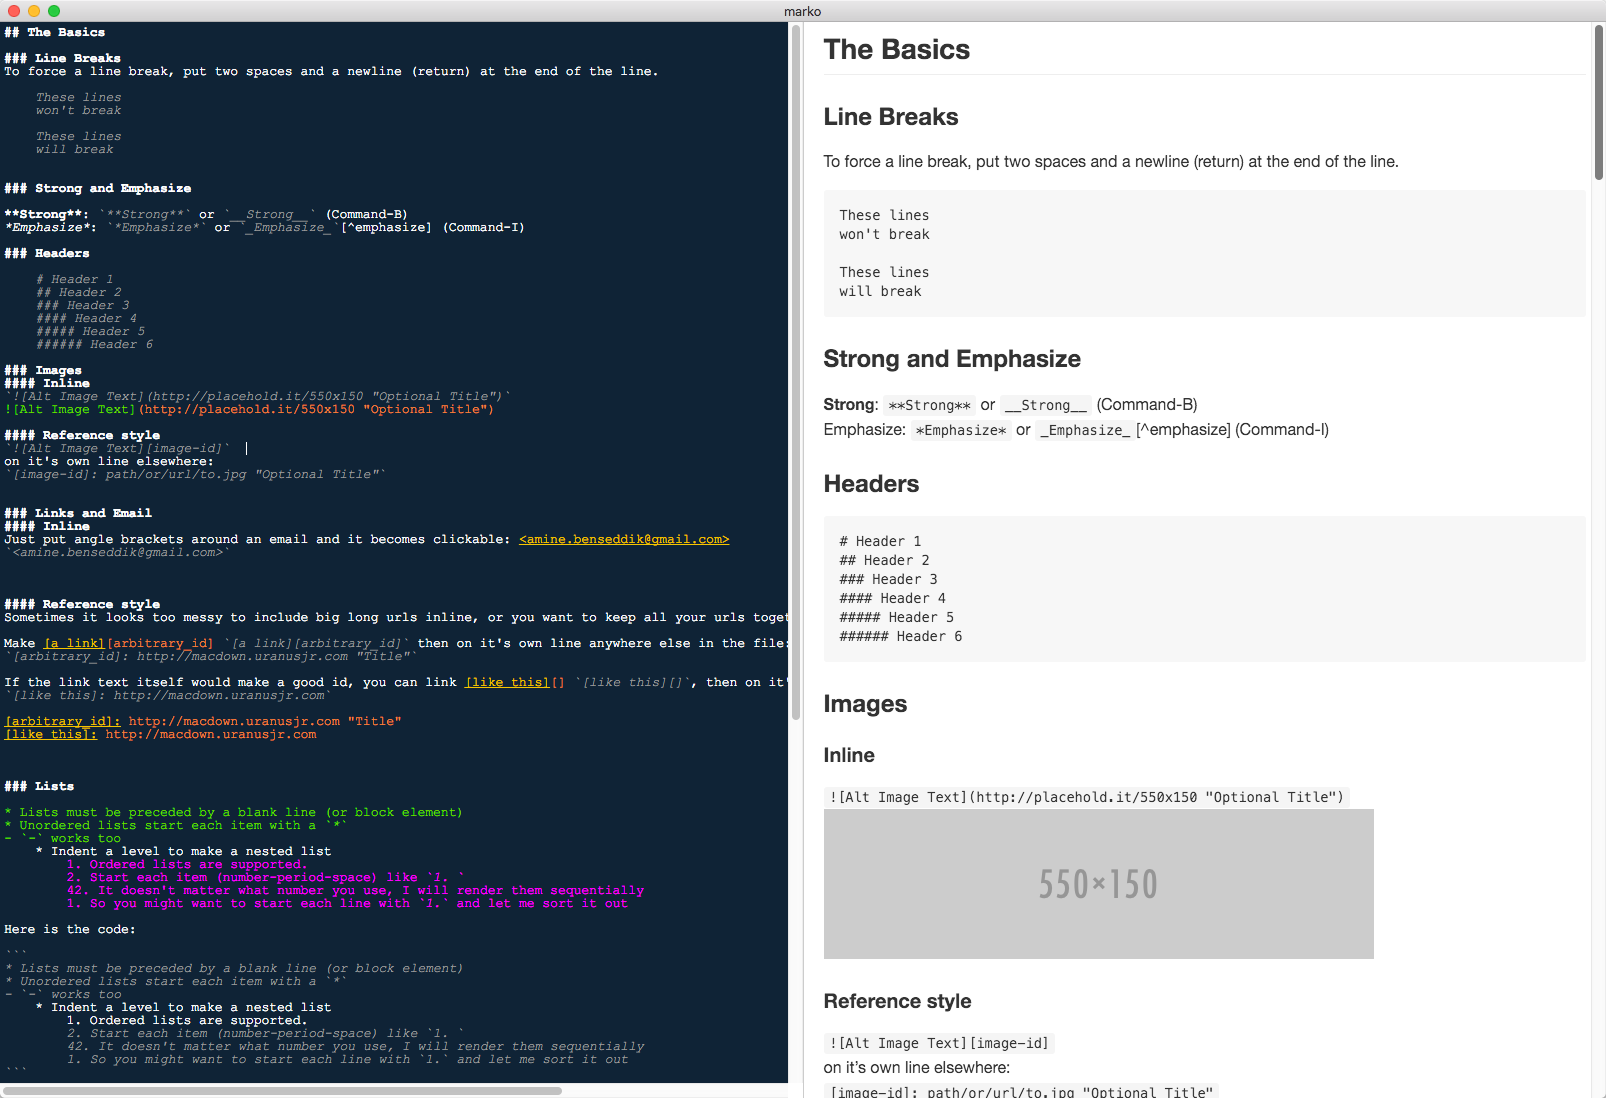 marko
## The Basics
### Line Breaks
To force a line break, put two spaces and a newline (return) at the end of the line.
These lines
won't break
These lines
will break
### Strong and Emphasize
**Strong**: `**Strong**` or `__Strong__` (Command-B)
*Emphasize*: `*Emphasize*` or `_Emphasize_`[^emphasize] (Command-I)
### Headers
# Header 1
## Header 2
### Header 3
#### Header 4
##### Header 5
###### Header 6
### Images
#### Inline
`![Alt Image Text](http://placehold.it/550x150 "Optional Title")`
![Alt Image Text](http://placehold.it/550x150 "Optional Title")
#### Reference style
`![Alt Image Text][image-id]`
on it's own line elsewhere:
`[image-id]: path/or/url/to.jpg "Optional Title"`
### Links and Email
#### Inline
Just put angle brackets around an email and it becomes clickable: <amine.benseddik@gmail.com>
`<amine.benseddik@gmail.com>`
#### Reference style
Sometimes it looks too messy to include big long urls inline, or you want to keep all your urls toget
Make [a link][arbitrary_id] `[a link][arbitrary_id]` then on it's own line anywhere else in the file:
`[arbitrary_id]: http://macdown.uranusjr.com "Title"`
If the link text itself would make a good id, you can link [like this][] `[like this][]`, then on it'
`[like this]: http://macdown.uranusjr.com`
[arbitrary_id]: http://macdown.uranusjr.com "Title"
[like this]: http://macdown.uranusjr.com
### Lists
* Lists must be preceded by a blank line (or block element)
* Unordered lists start each item with a `*`
- `-` works too
* Indent a level to make a nested list
1. Ordered lists are supported.
2. Start each item (number-period-space) like `1. `
42. It doesn't matter what number you use, I will render them sequentially
1. So you might want to start each line with `1.` and let me sort it out
Here is the code:
```
* Lists must be preceded by a blank line (or block element)
* Unordered lists start each item with a `*`
- `-` works too
* Indent a level to make a nested list
1. Ordered lists are supported.
2. Start each item (number-period-space) like `1. `
42. It doesn't matter what number you use, I will render them sequentially
1. So you might want to start each line with `1.` and let me sort it out
```
The Basics
Line Breaks
To force a line break, put two spaces and a newline (return) at the end of the line.
These lines
won't break
These lines
will break
Strong and Emphasize
Strong: **Strong** or __Strong__ (Command-B)
Emphasize: *Emphasize* or _Emphasize_ [^emphasize] (Command-I)
Headers
# Header 1
## Header 2
### Header 3
#### Header 4
##### Header 5
###### Header 6
Images
Inline
![Alt Image Text](http://placehold.it/550x150 "Optional Title")
550×150
Reference style
![Alt Image Text][image-id]
on it’s own line elsewhere:
[image-id]: path/or/url/to.jpg "Optional Title"